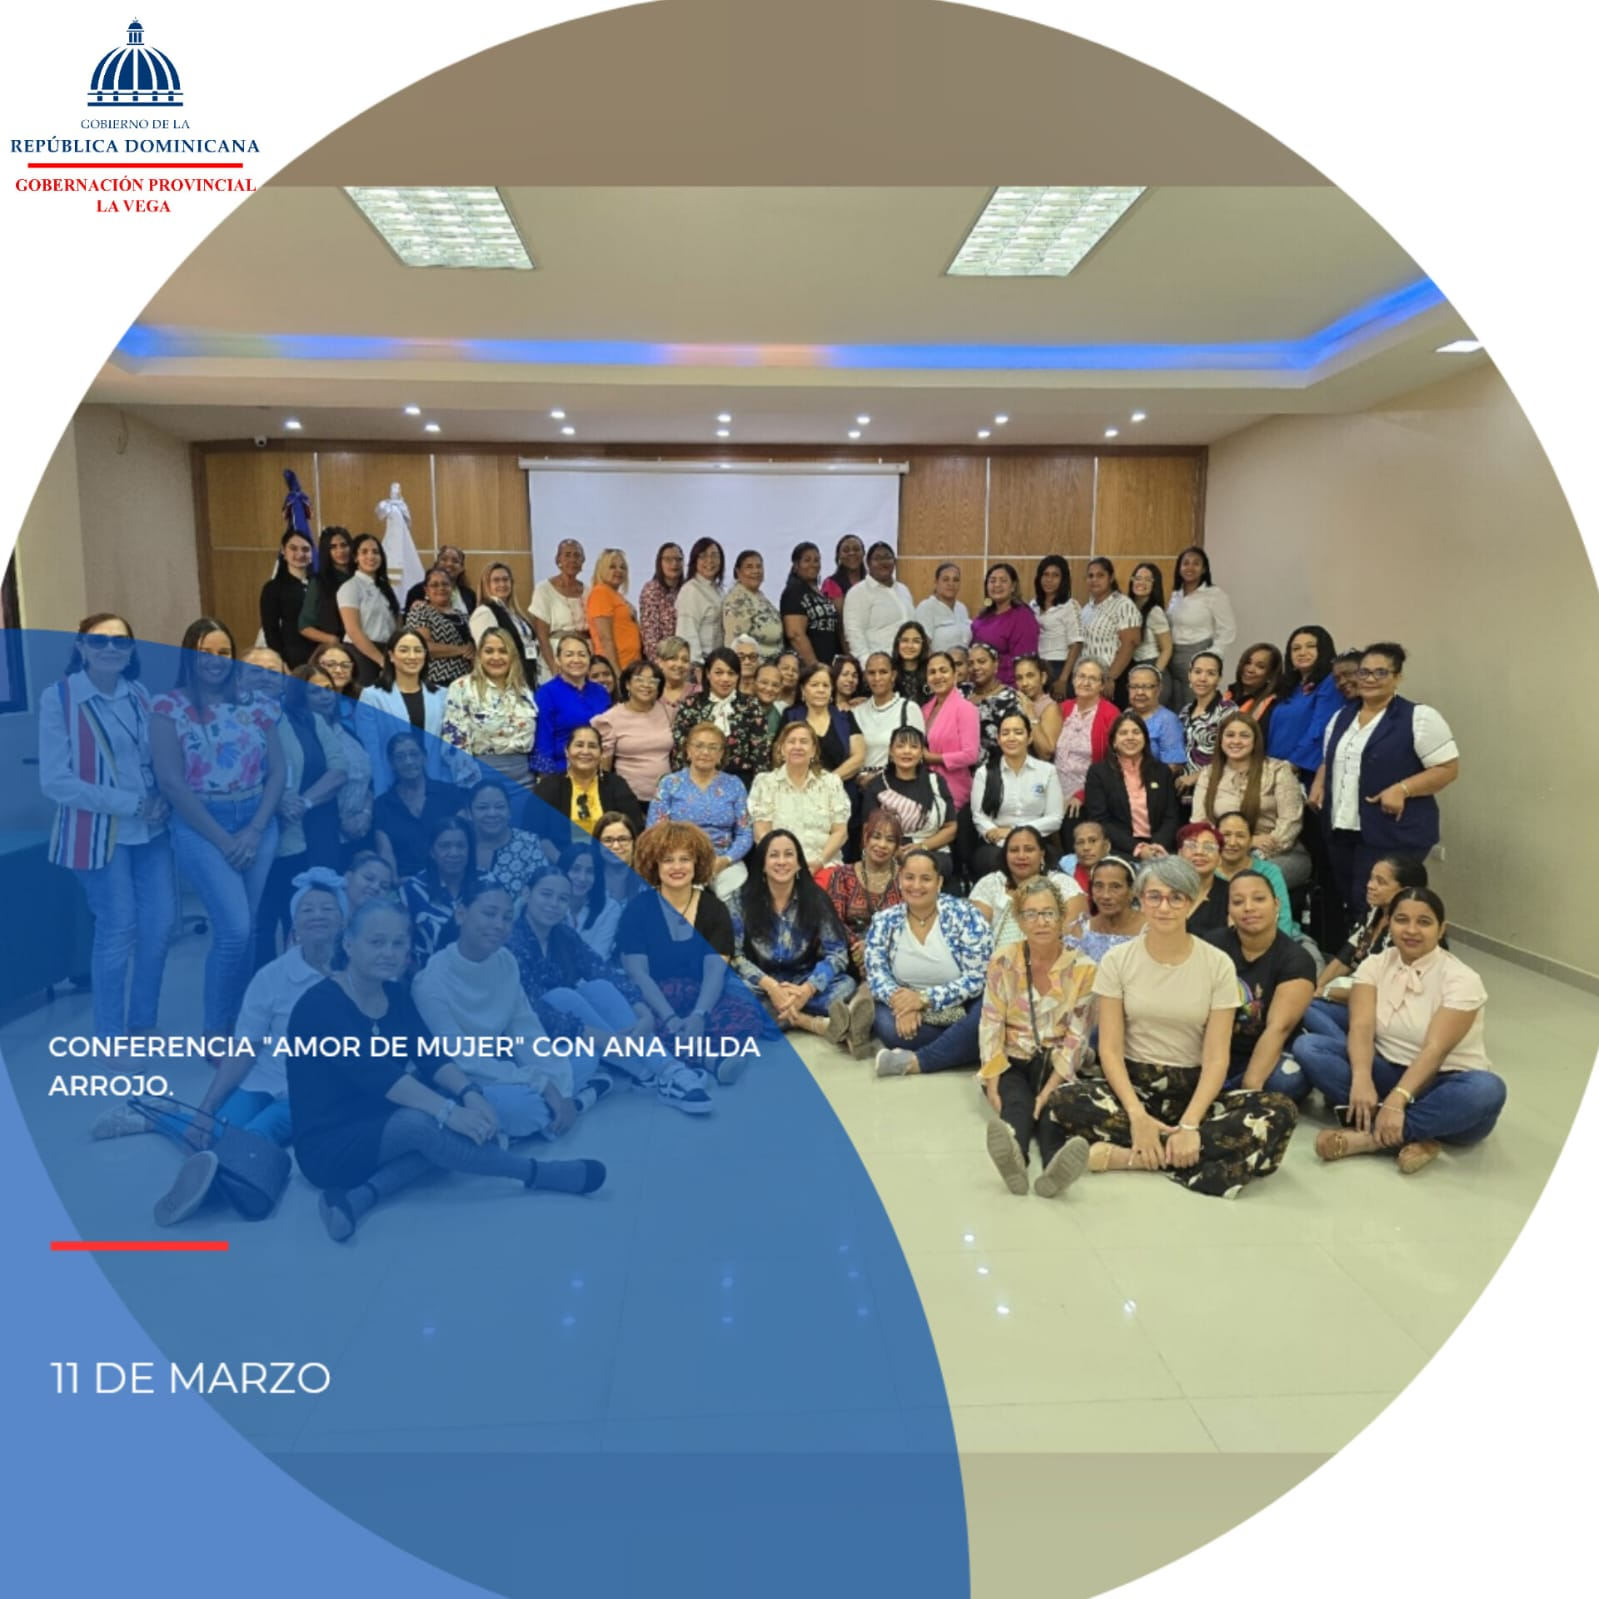 GOBIERNO DE LA
REPÚBLICA DOMINICANA
GOBERNACIÓN PROVINCIAL
LA VEGA
CONFERENCIA "AMOR DE MUJER" CON ANA HILDA
ARROJO.
11 DE MARZO